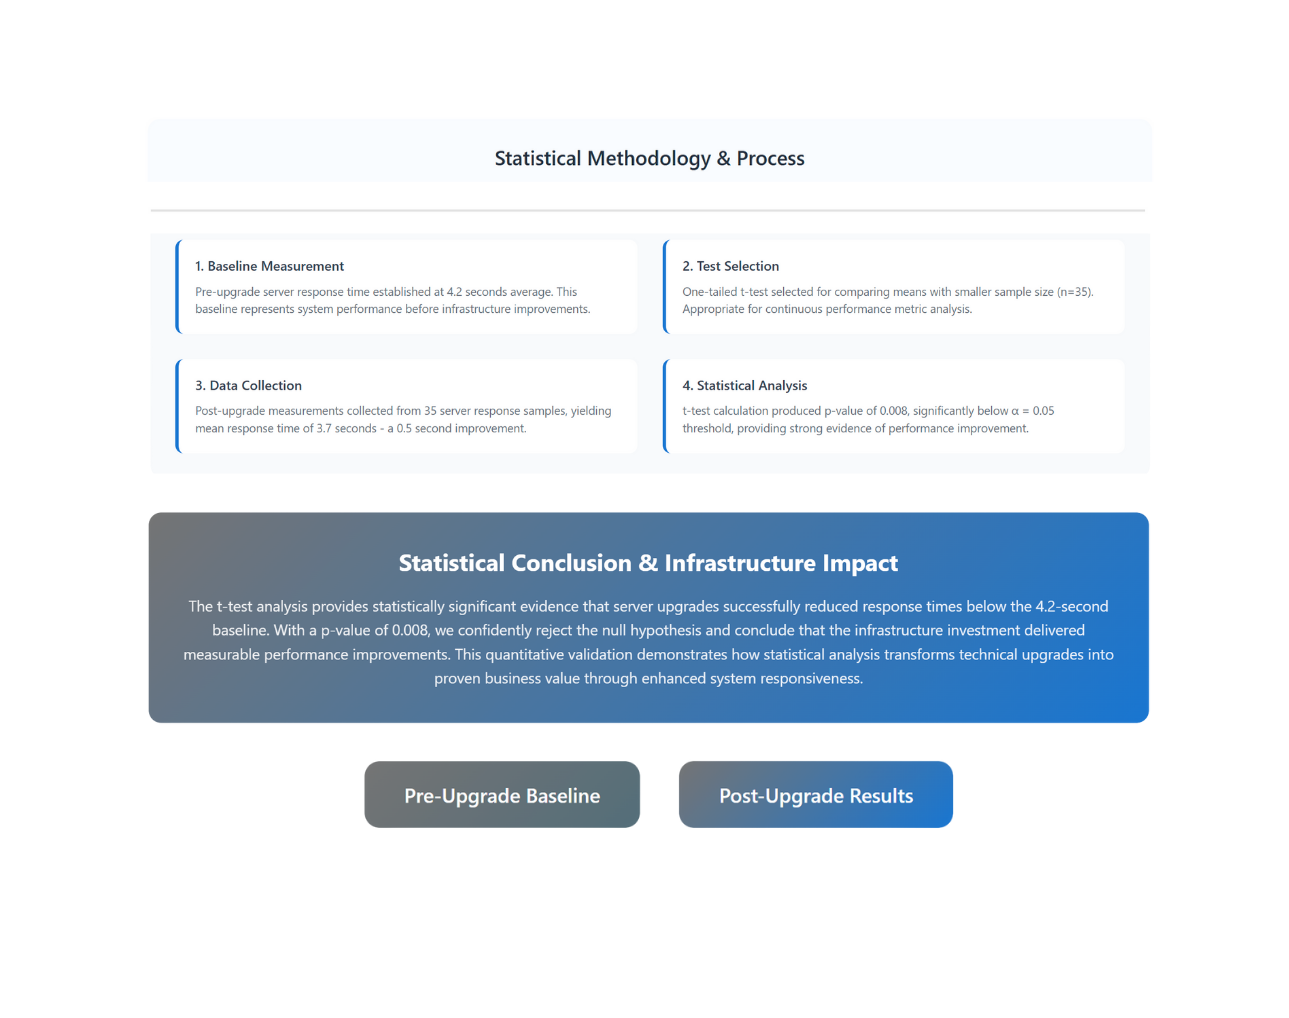 Statistical Methodology & Process
1. Baseline Measurement
Pre-upgrade server response time established at 4.2 seconds average. This
baseline represents system performance before infrastructure improvements.
2. Test Selection
One-tailed t-test selected for comparing means with smaller sample size (n=35).
Appropriate for continuous performance metric analysis.
3. Data Collection
Post-upgrade measurements collected from 35 server response samples, yielding
mean response time of 3.7 seconds - a 0.5 second improvement.
4. Statistical Analysis
t-test calculation produced p-value of 0.008, significantly below α = 0.05
threshold, providing strong evidence of performance improvement.
Statistical Conclusion & Infrastructure Impact
The t-test analysis provides statistically significant evidence that server upgrades successfully reduced response times below the 4.2-second
baseline. With a p-value of 0.008, we confidently reject the null hypothesis and conclude that the infrastructure investment delivered
measurable performance improvements. This quantitative validation demonstrates how statistical analysis transforms technical upgrades into
proven business value through enhanced system responsiveness.
Pre-Upgrade Baseline
Post-Upgrade Results